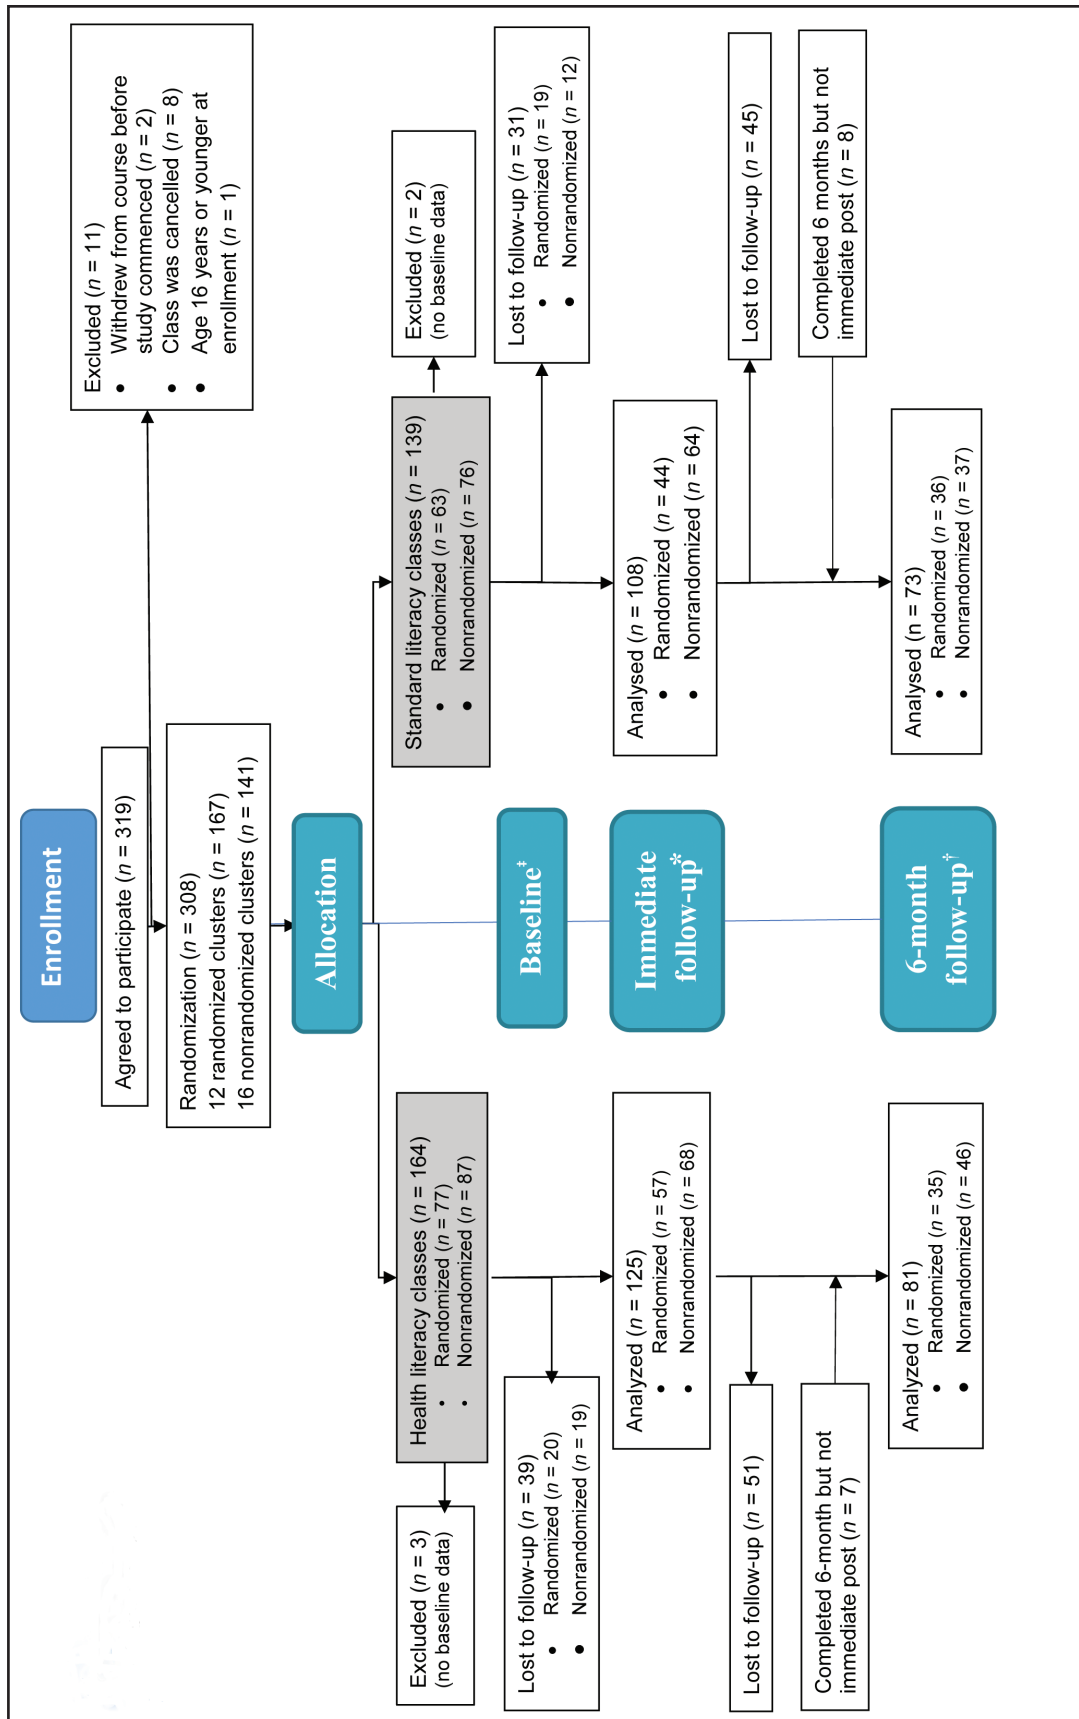 Enrollment
Agreed to participate (n = 319)
Excluded (n = 11)
• Withdrew from course before
study commenced (n = 2)
• Class was cancelled (n = 8)
• Age 16 years or younger at
enrollment (n = 1)
Randomization (n = 308)
12 randomized clusters (n = 167)
16 nonrandomized clusters (n = 141)
Allocation
Health literacy classes (n = 164)
• Randomized (n = 77)
• Nonrandomized (n = 87)
Standard literacy classes (n = 139)
• Randomized (n = 63)
• Nonrandomized (n = 76)
Excluded (n = 3)
(no baseline data)
Excluded (n = 2)
(no baseline data)
Baseline‡
Lost to follow-up (n = 39)
• Randomized (n = 20)
• Nonrandomized (n = 19)
Lost to follow-up (n = 31)
• Randomized (n = 19)
• Nonrandomized (n = 12)
Immediate
follow-up*
Analyzed (n = 125)
• Randomized (n = 57)
• Nonrandomized (n = 68)
Analysed (n = 108)
• Randomized (n = 44)
• Nonrandomized (n = 64)
Lost to follow-up (n = 51)
Lost to follow-up (n = 45)
Completed 6-month but not
immediate post (n = 7)
Completed 6 months but not
immediate post (n = 8)
6-month
follow-up†
Analyzed (n = 81)
• Randomized (n = 35)
• Nonrandomized (n = 46)
Analysed (n = 73)
• Randomized (n = 36)
• Nonrandomized (n = 37)